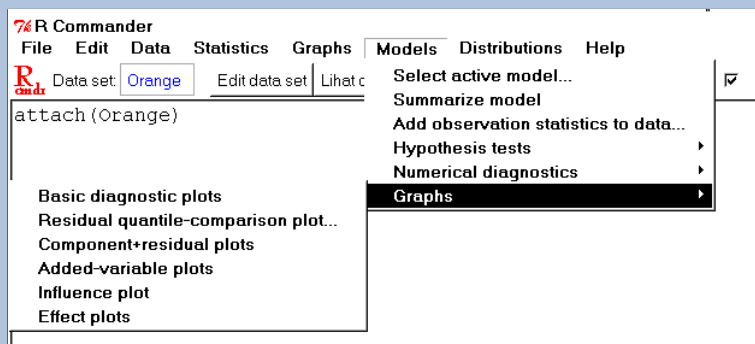 R Commander
File Edit Data Statistics Graphs Models Distributions Help
Rcmdr Data set: Orange Edit data set Lihat
attach(Orange)
Select active model...
Summarize model
Add observation statistics to data...
Hypothesis tests
Numerical diagnostics
Graphs
Basic diagnostic plots
Residual quantile-comparison plot...
Component+residual plots
Added-variable plots
Influence plot
Effect plots